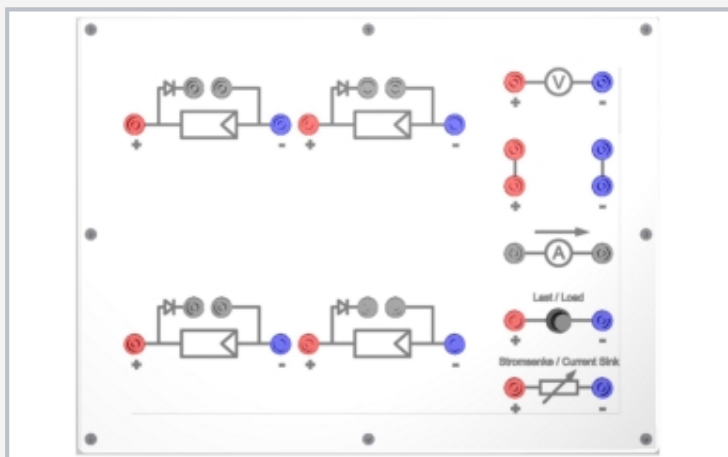 + - + -
V
+ -
+ -
A
Last / Load
+ -
+ - + -
Stromsenke / Current Sink
+ -